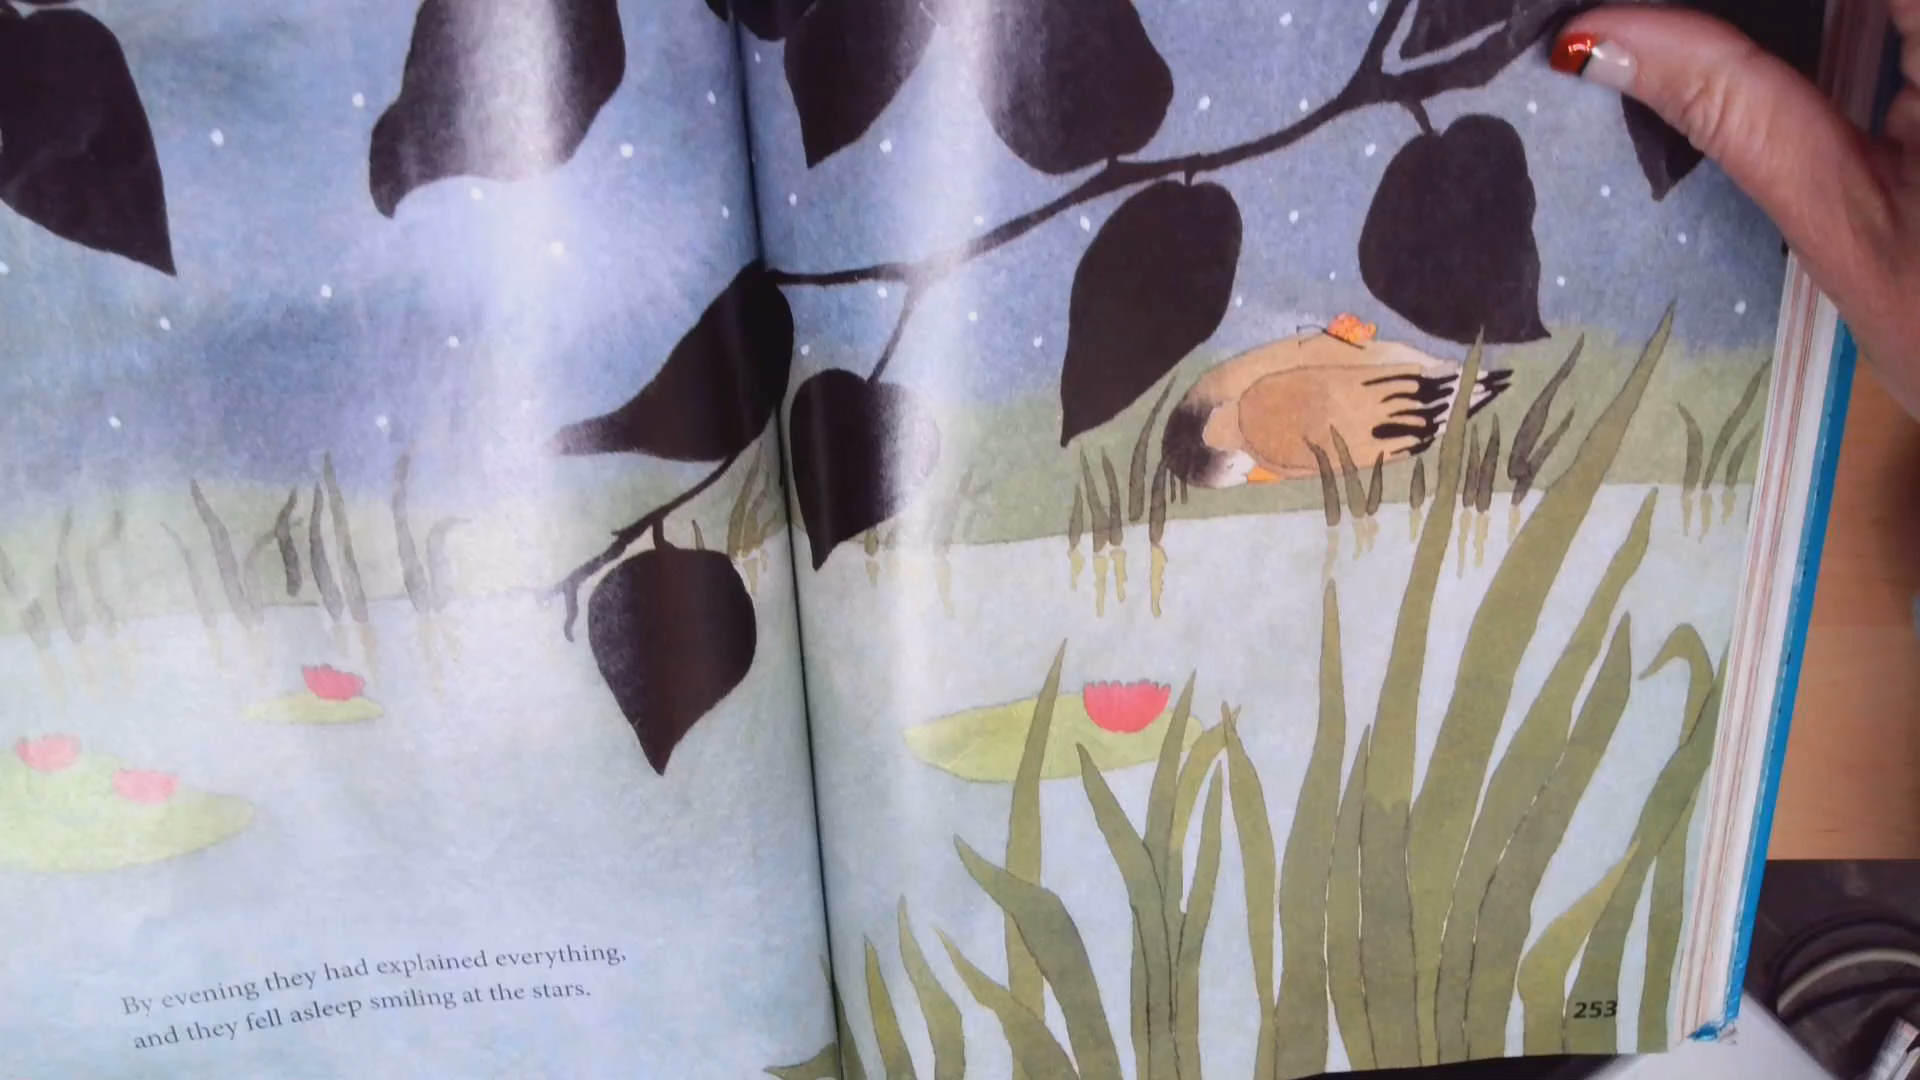 By evening they had explained everything,
and they fell asleep smiling at the stars.
253